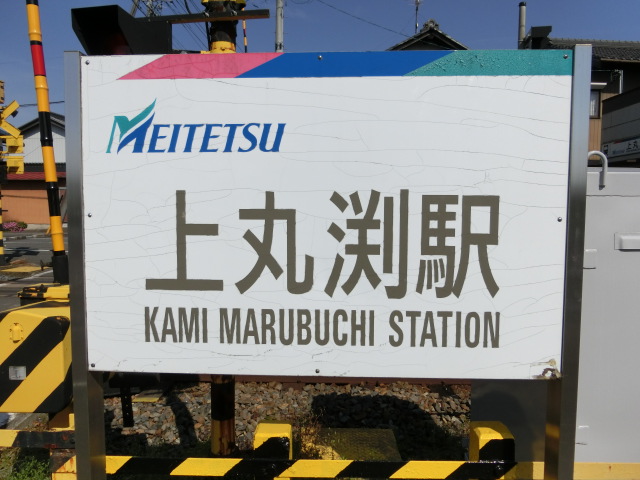 MEITETSU
上丸渕駅
KAMI MARUBUCHI STATION